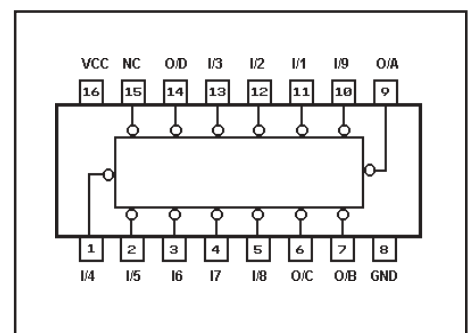 VCC NC O/D I/3 I/2 I/1 I/9 O/A
16 15 14 13 12 11 10 9
1 2 3 4 5 6 7 8
I/4 I/5 I6 I7 I/8 O/C O/B GND